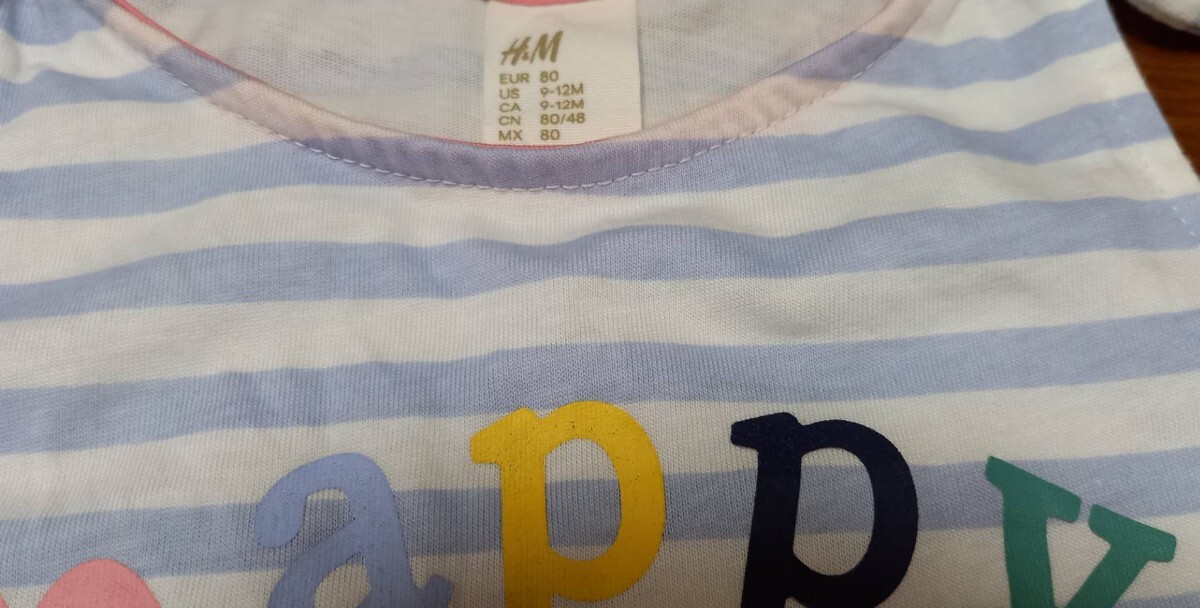 H&M
EUR 80
US 9-12M
CA 9-12M
CN 80/48
MX 80
appy